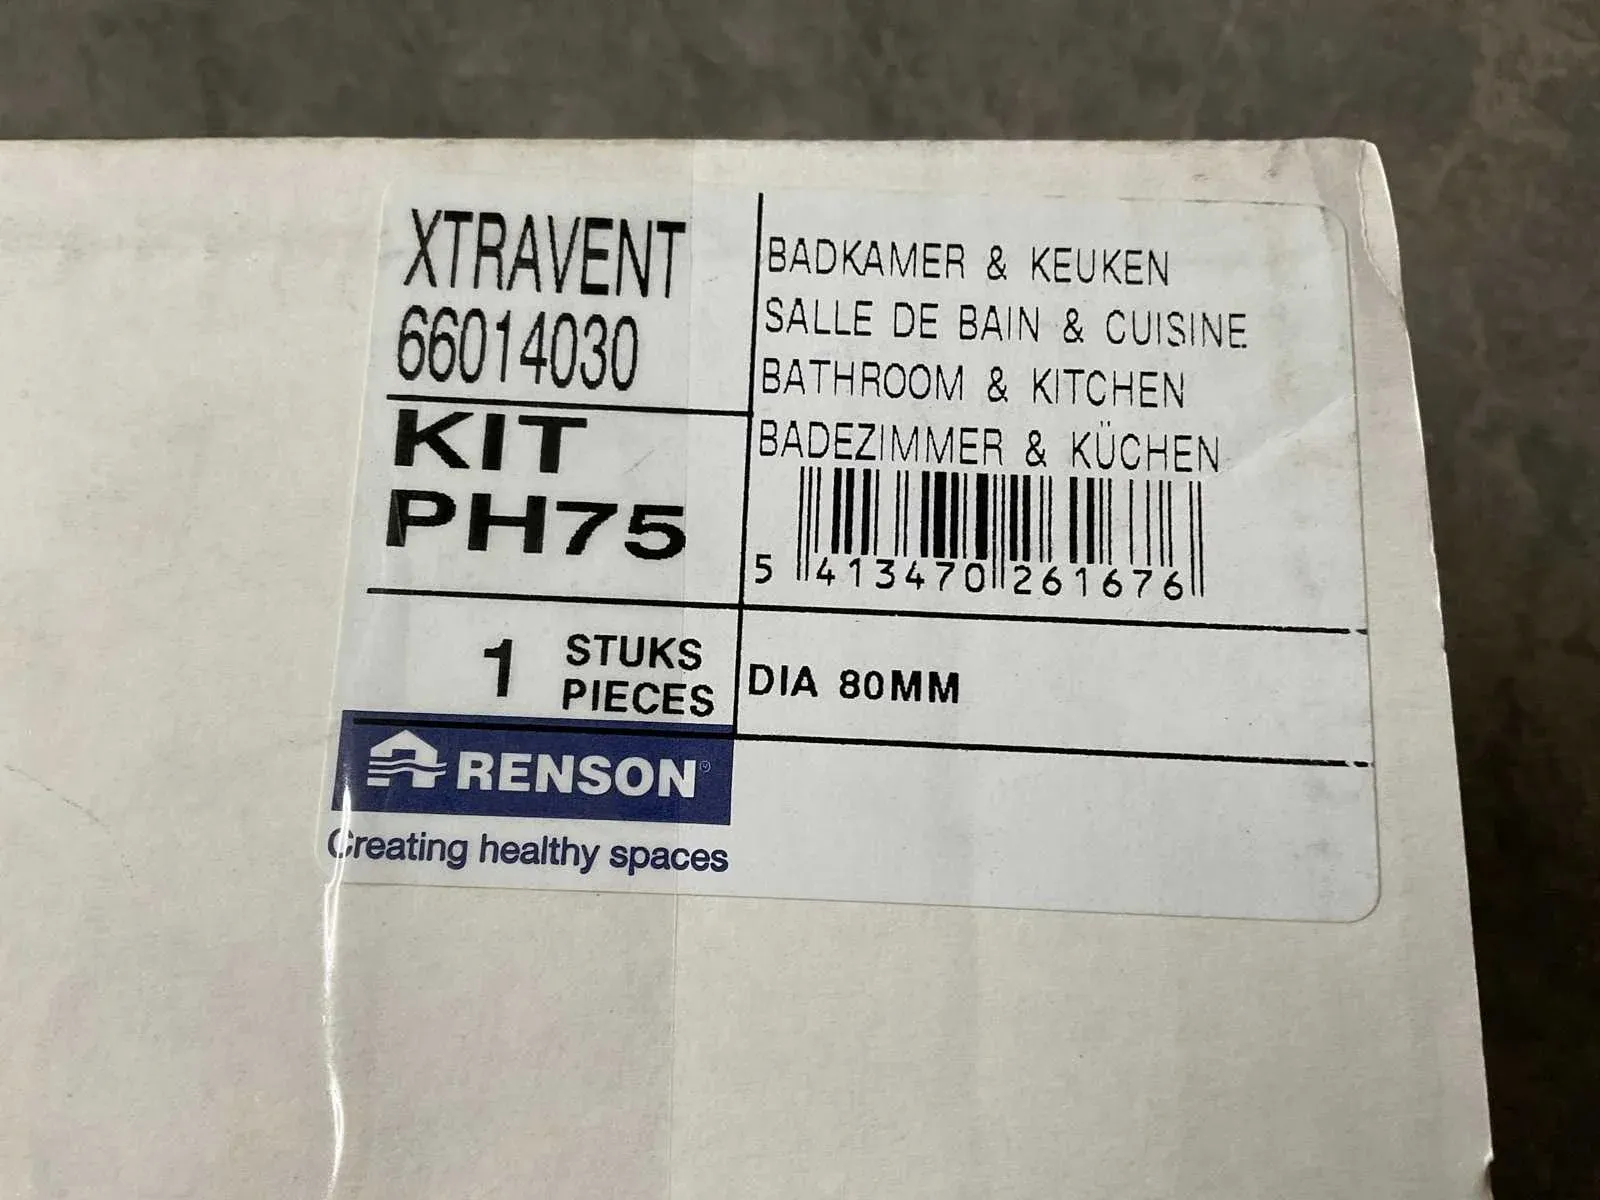 XTRAVENT
66014030
KIT
PH75
1 STUKS
PIECES
RENSON
Creating healthy spaces
BADKAMER & KEUKEN
SALLE DE BAIN & CUISINE
BATHROOM & KITCHEN
BADEZIMMER & KÜCHEN
5 413470 261676
DIA 80MM